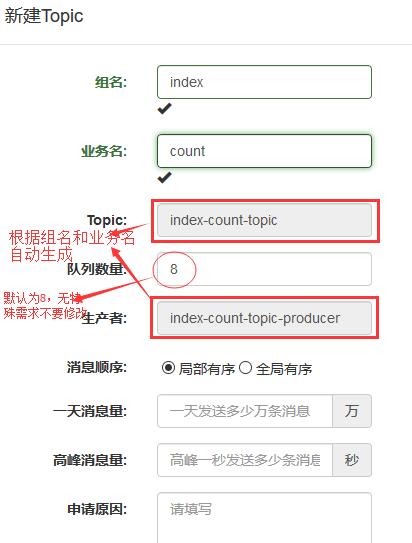 新建Topic
组名: index
业务名: count
Topic: index-count-topic
根据组名和业务名
自动生成
队列数量: 8
默认为8，无特
殊需求不要修改
生产者: index-count-topic-producer
消息顺序: 局部有序 全局有序
一天消息量: 一天发送多少万条消息 万
高峰消息量: 高峰一秒发送多少条消息 秒
申请原因: 请填写